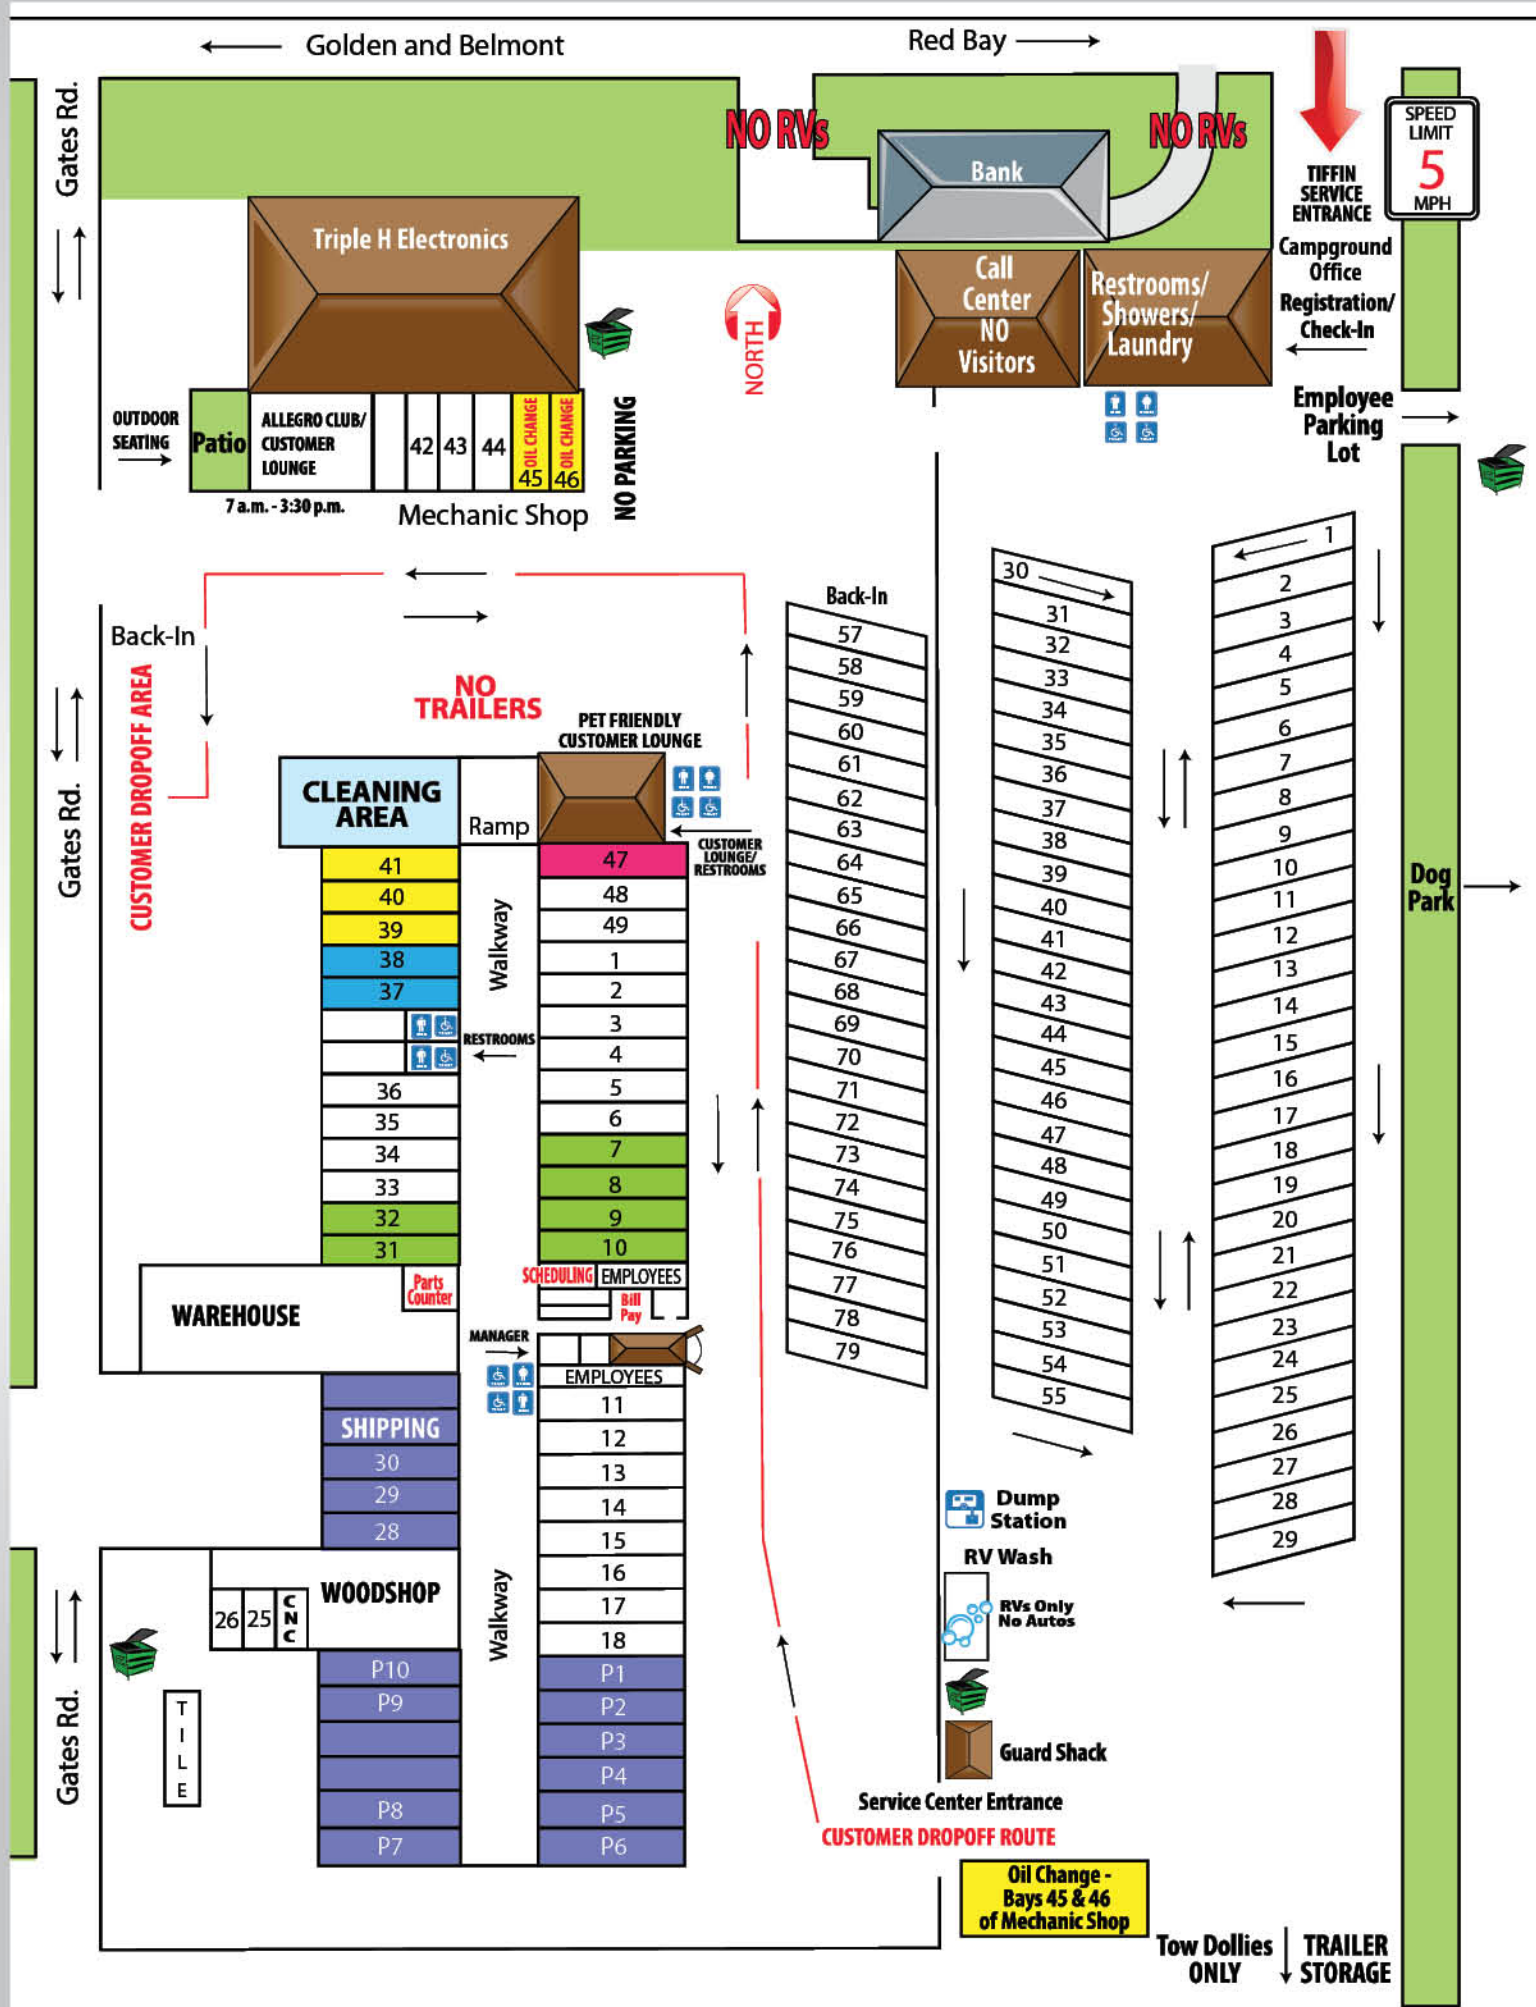 Golden and Belmont
Red Bay
Gates Rd.
NO RVs
NO RVs
Bank
TIFFIN
SERVICE
ENTRANCE
SPEED
LIMIT
5
MPH
Campground
Office
Registration/
Check-In
Triple H Electronics
Call
Center
NO
Visitors
Restrooms/
Showers/
Laundry
NORTH
Employee
Parking
Lot
OUTDOOR
SEATING
Patio
ALLEGRO CLUB/
CUSTOMER
LOUNGE
42
43
44
OIL CHANGE
45
OIL CHANGE
46
NO PARKING
7 a.m. - 3:30 p.m.
Mechanic Shop
Back-In
CUSTOMER DROPOFF AREA
Gates Rd.
NO
TRAILERS
PET FRIENDLY
CUSTOMER LOUNGE
CLEANING
AREA
Ramp
CUSTOMER
LOUNGE/
RESTROOMS
41
40
39
38
37
RESTROOMS
36
35
34
33
32
31
Walkway
47
48
49
1
2
3
4
5
6
7
8
9
10
SCHEDULING
EMPLOYEES
Bill
Pay
Parts
Counter
WAREHOUSE
MANAGER
EMPLOYEES
11
12
13
14
15
16
17
18
P1
P2
P3
P4
P5
P6
SHIPPING
30
29
28
WOODSHOP
26
25
C
N
C
P10
P9
P8
P7
Walkway
T
I
L
E
Gates Rd.
Back-In
57
58
59
60
61
62
63
64
65
66
67
68
69
70
71
72
73
74
75
76
77
78
79
30
31
32
33
34
35
36
37
38
39
40
41
42
43
44
45
46
47
48
49
50
51
52
53
54
55
1
2
3
4
5
6
7
8
9
10
11
12
13
14
15
16
17
18
19
20
21
22
23
24
25
26
27
28
29
Dog
Park
Dump
Station
RV Wash
RVs Only
No Autos
Guard Shack
Service Center Entrance
CUSTOMER DROPOFF ROUTE
Oil Change -
Bays 45 & 46
of Mechanic Shop
Tow Dollies
ONLY
TRAILER
STORAGE